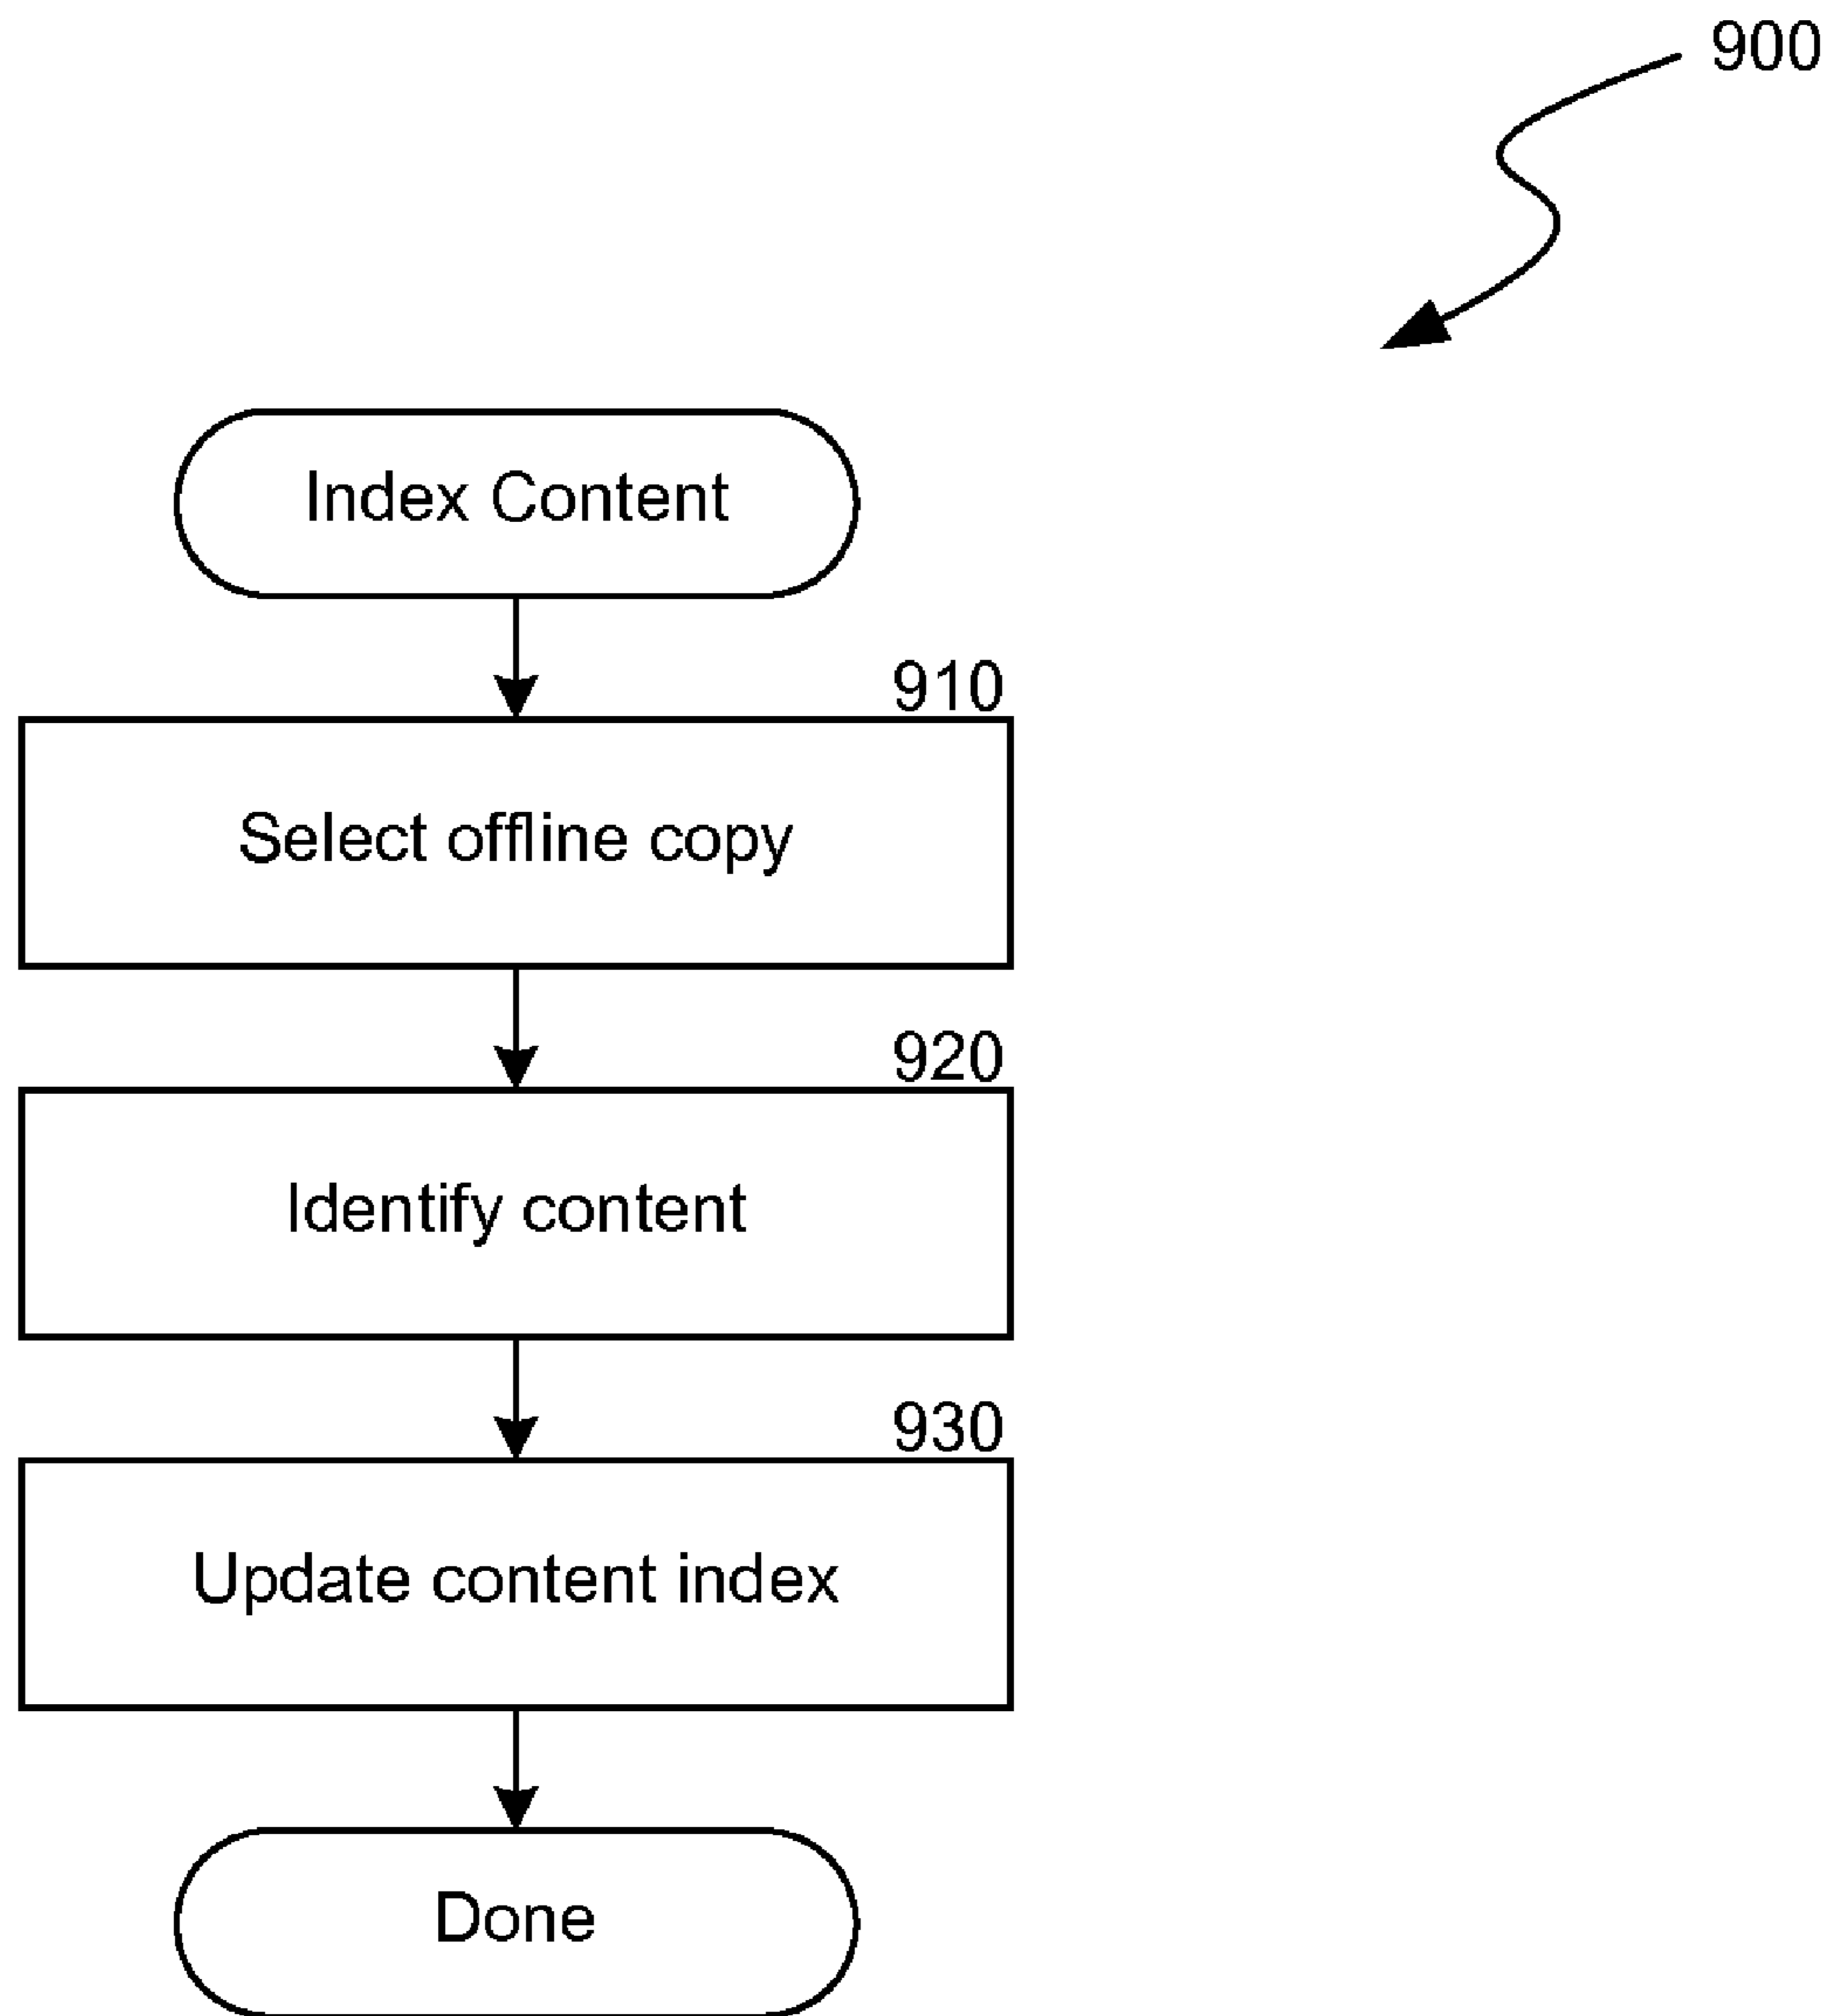 900
Index Content
910
Select offline copy
920
Identify content
930
Update content index
Done